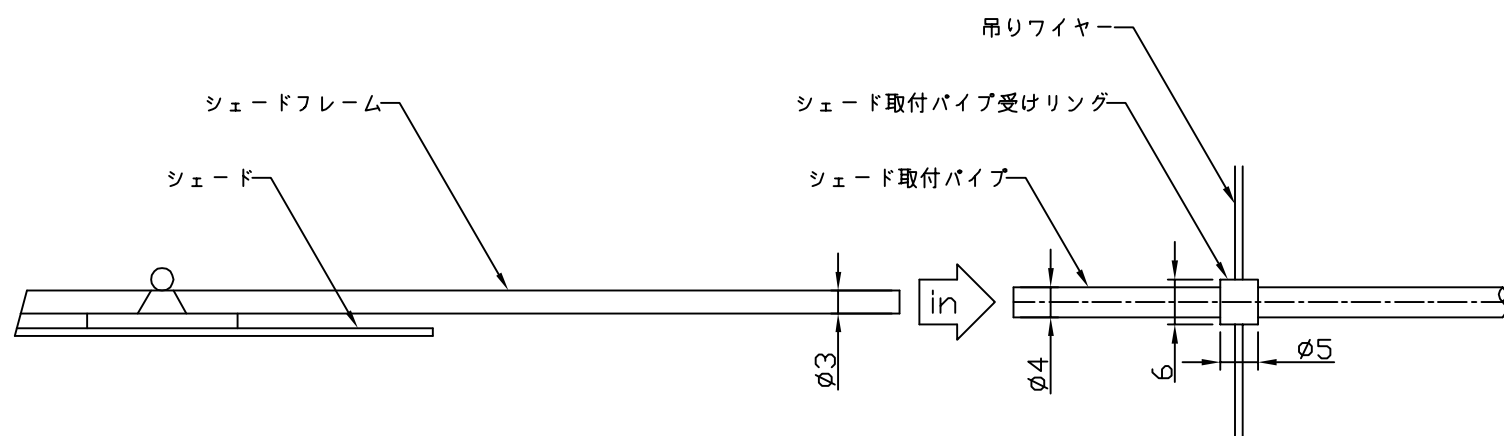 吊りワイヤー
シェードフレーム
シェード取付パイプ受けリング
シェード
シェード取付パイプ
in
φ3
φ4
6
φ5